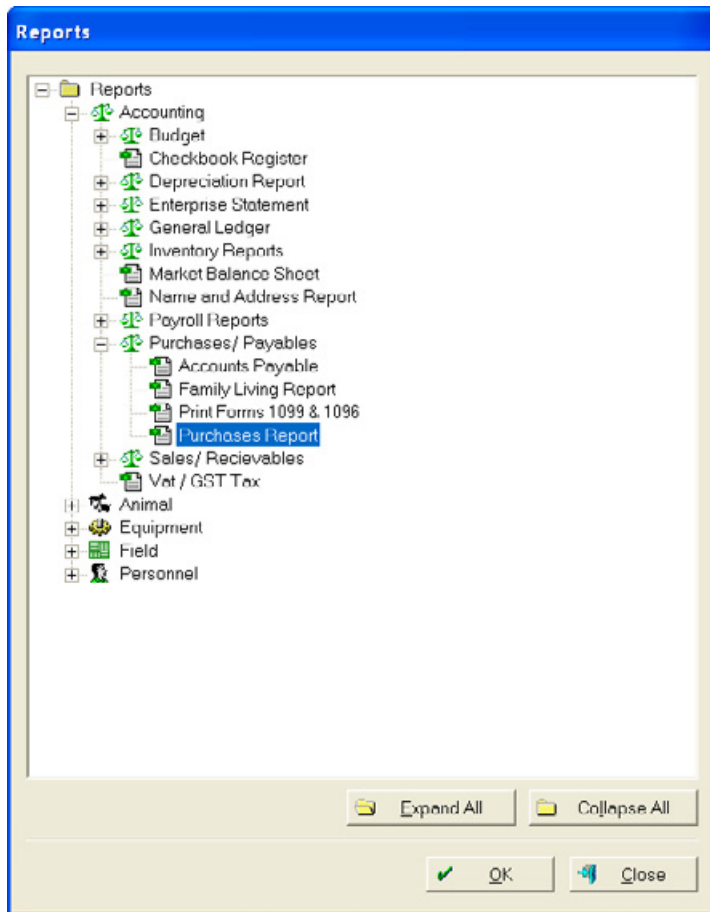 Reports
Reports
Accounting
Budget
Checkbook Register
Depreciation Report
Enterprise Statement
General Ledger
Inventory Reports
Market Balance Sheet
Name and Address Report
Payroll Reports
Purchases/ Payables
Accounts Payable
Family Living Report
Print Forms 1099 & 1096
Purchases Report
Sales/ Recievables
Vat / GST Tax
Animal
Equipment
Field
Personnel
Expand All
Collapse All
OK
Close